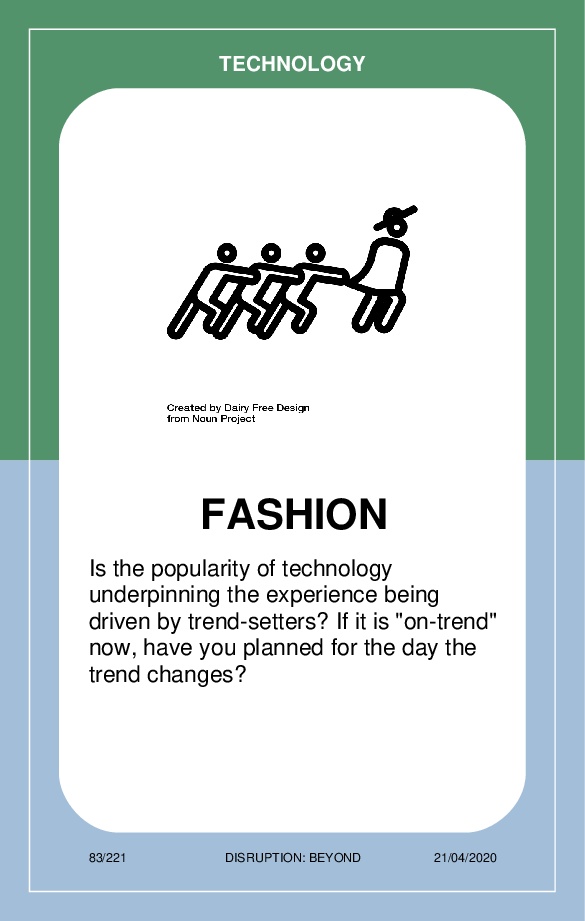 TECHNOLOGY
Created by Dairy Free Design
from Noun Project
FASHION
Is the popularity of technology
underpinning the experience being
driven by trend-setters? If it is "on-trend"
now, have you planned for the day the
trend changes?
83/221 DISRUPTION: BEYOND 21/04/2020